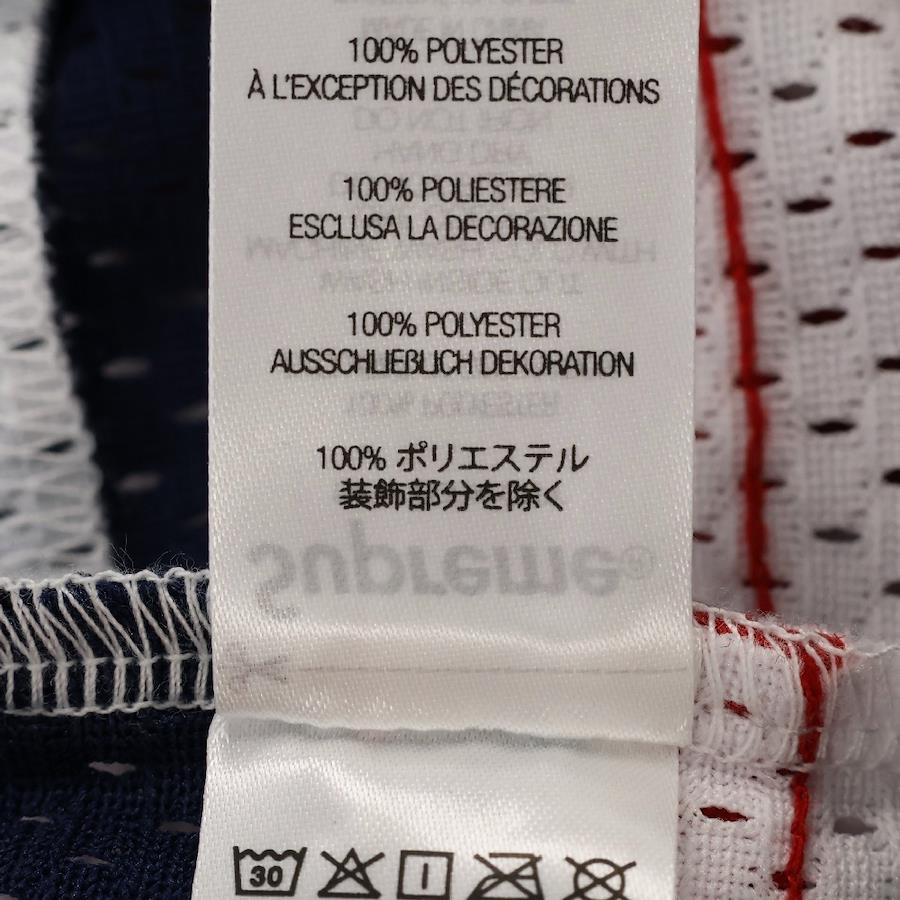 100% POLYESTER
À L'EXCEPTION DES DÉCORATIONS
100% POLIESTERE
ESCLUSA LA DECORAZIONE
100% POLYESTER
AUSSCHLIEßLICH DEKORATION
100% ポリエステル
装飾部分を除く
Supreme®
30